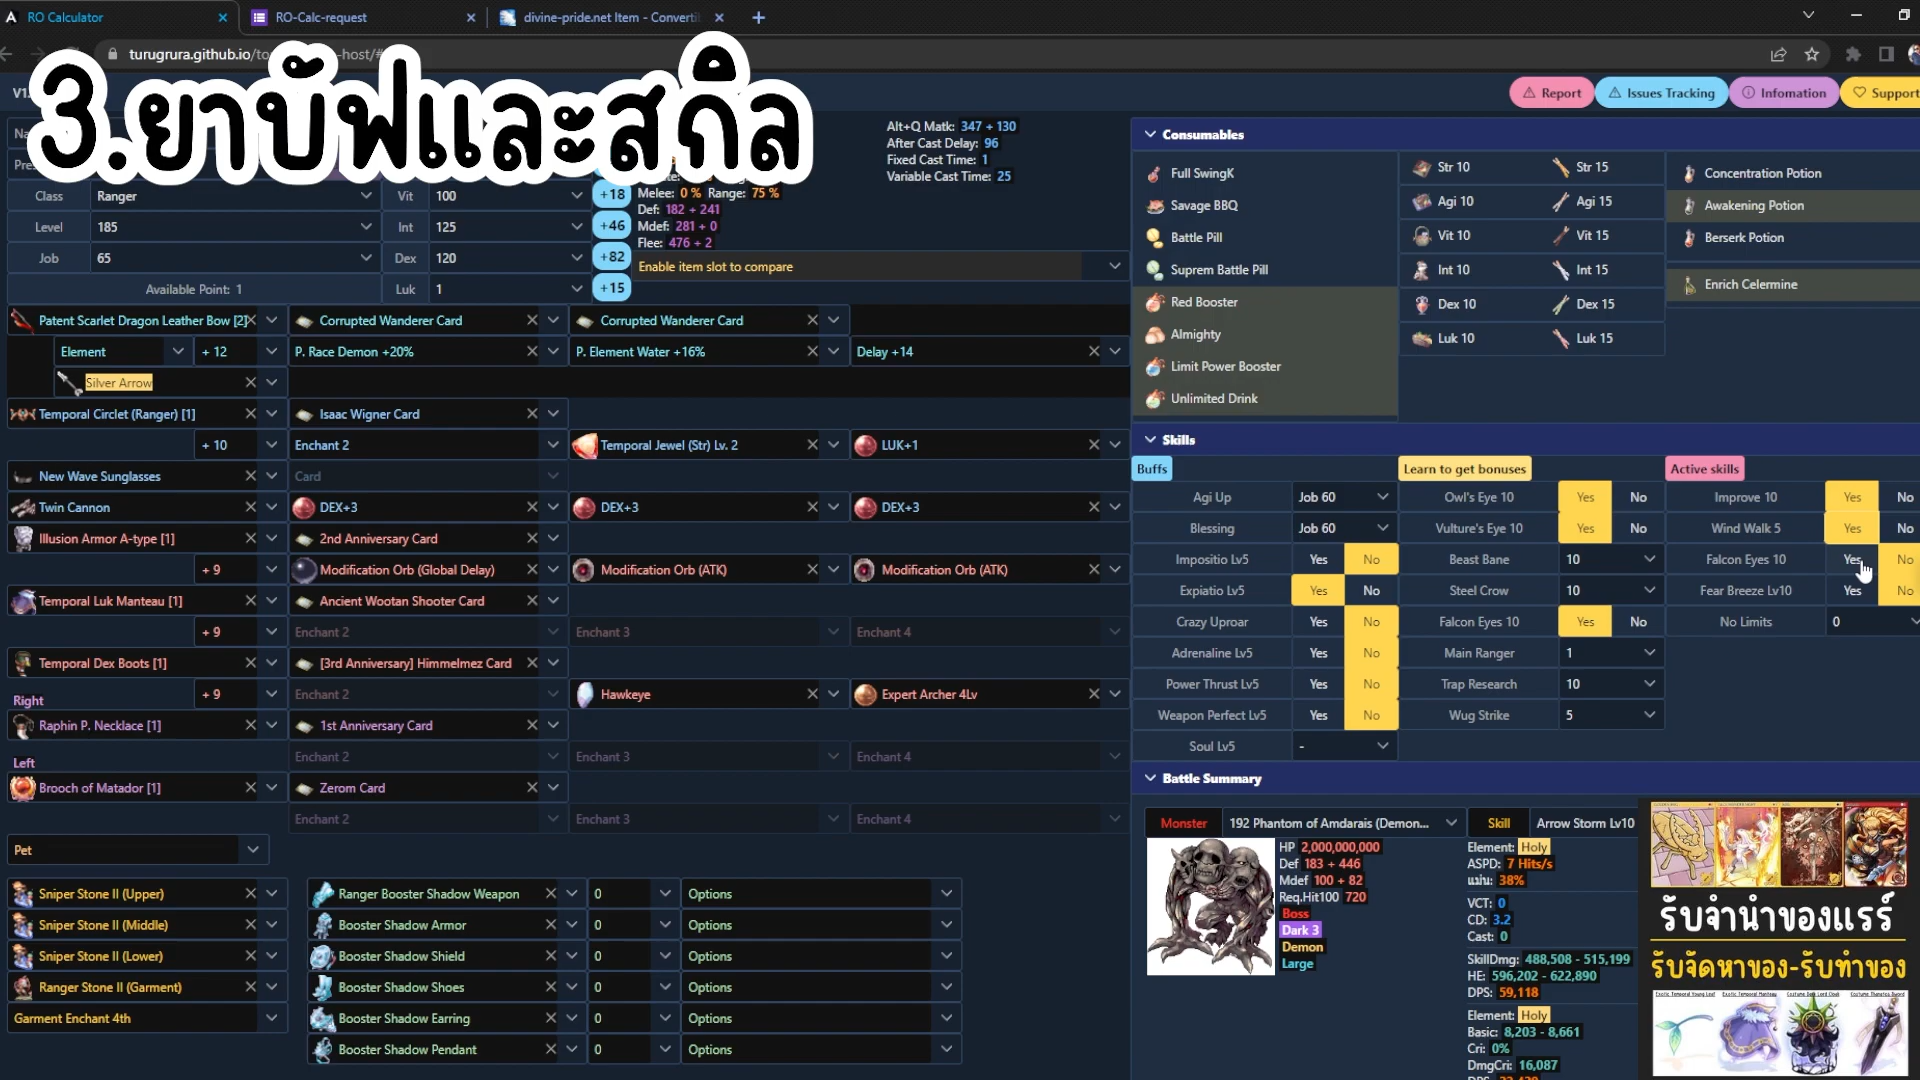 RO Calculator
RO-Calc-request
divine-pride.net Item - Converti
turugrura.github.io/to
-host/#
3.ยาบัฟและสกิล
Report
Issues Tracking
Infomation
Support
Class Ranger Vit 100 +18
Level 185 Int 125 +46
Job 65 Dex 120 +82
Available Point: 1 Luk 1 +15
Melee: 0 % Range: 75 %
Def: 182 + 241
Mdef: 281 + 0
Flee: 476 + 2
Alt+Q Matk: 347 + 130
After Cast Delay: 96
Fixed Cast Time: 1
Variable Cast Time: 25
Enable item slot to compare
Patent Scarlet Dragon Leather Bow [2] Corrupted Wanderer Card Corrupted Wanderer Card
Element + 12 P. Race Demon +20% P. Element Water +16% Delay +14
Silver Arrow
Temporal Circlet (Ranger) [1] Isaac Wigner Card
+ 10 Enchant 2 Temporal Jewel (Str) Lv. 2 LUK+1
New Wave Sunglasses Card
Twin Cannon DEX+3 DEX+3 DEX+3
Illusion Armor A-type [1] 2nd Anniversary Card
+ 9 Modification Orb (Global Delay) Modification Orb (ATK) Modification Orb (ATK)
Temporal Luk Manteau [1] Ancient Wootan Shooter Card
+ 9 Enchant 2 Enchant 3 Enchant 4
Temporal Dex Boots [1] [3rd Anniversary] Himmelmez Card
+ 9 Enchant 2 Hawkeye Expert Archer 4Lv
Right
Raphin P. Necklace [1] 1st Anniversary Card
Enchant 2 Enchant 3 Enchant 4
Left
Brooch of Matador [1] Zerom Card
Enchant 2 Enchant 3 Enchant 4
Pet
Sniper Stone II (Upper)
Sniper Stone II (Middle)
Sniper Stone II (Lower)
Ranger Stone II (Garment)
Garment Enchant 4th
Ranger Booster Shadow Weapon 0 Options
Booster Shadow Armor 0 Options
Booster Shadow Shield 0 Options
Booster Shadow Shoes 0 Options
Booster Shadow Earring 0 Options
Booster Shadow Pendant 0 Options
Consumables
Full SwingK
Savage BBQ
Battle Pill
Suprem Battle Pill
Red Booster
Almighty
Limit Power Booster
Unlimited Drink
Str 10 Str 15
Agi 10 Agi 15
Vit 10 Vit 15
Int 10 Int 15
Dex 10 Dex 15
Luk 10 Luk 15
Concentration Potion
Awakening Potion
Berserk Potion
Enrich Celermine
Skills
Buffs
Agi Up Job 60
Blessing Job 60
Impositio Lv5 Yes No
Expiatio Lv5 Yes No
Crazy Uproar Yes No
Adrenaline Lv5 Yes No
Power Thrust Lv5 Yes No
Weapon Perfect Lv5 Yes No
Soul Lv5 -
Learn to get bonuses
Owl's Eye 10 Yes No
Vulture's Eye 10 Yes No
Beast Bane 10
Steel Crow 10
Falcon Eyes 10 Yes No
Main Ranger 1
Trap Research 10
Wug Strike 5
Active skills
Improve 10 Yes No
Wind Walk 5 Yes No
Falcon Eyes 10 Yes No
Fear Breeze Lv10 Yes No
No Limits 0
Battle Summary
Monster 192 Phantom of Amdarais (Demon...
HP 2,000,000,000
Def 183 + 446
Mdef 100 + 82
Req.Hit100 720
Boss
Dark 3
Demon
Large
Skill Arrow Storm Lv10
Element: Holy
ASPD: 7 Hits/s
แม่น: 38%
VCT: 0
CD: 3.2
Cast: 0
SkillDmg: 488,508 - 515,199
HE: 596,202 - 622,890
DPS: 59,118
Element: Holy
Basic: 8,203 - 8,661
Cri: 0%
DmgCri: 16,087
รับจำนำของแรร์
รับจัดหาของ-รับทำของ